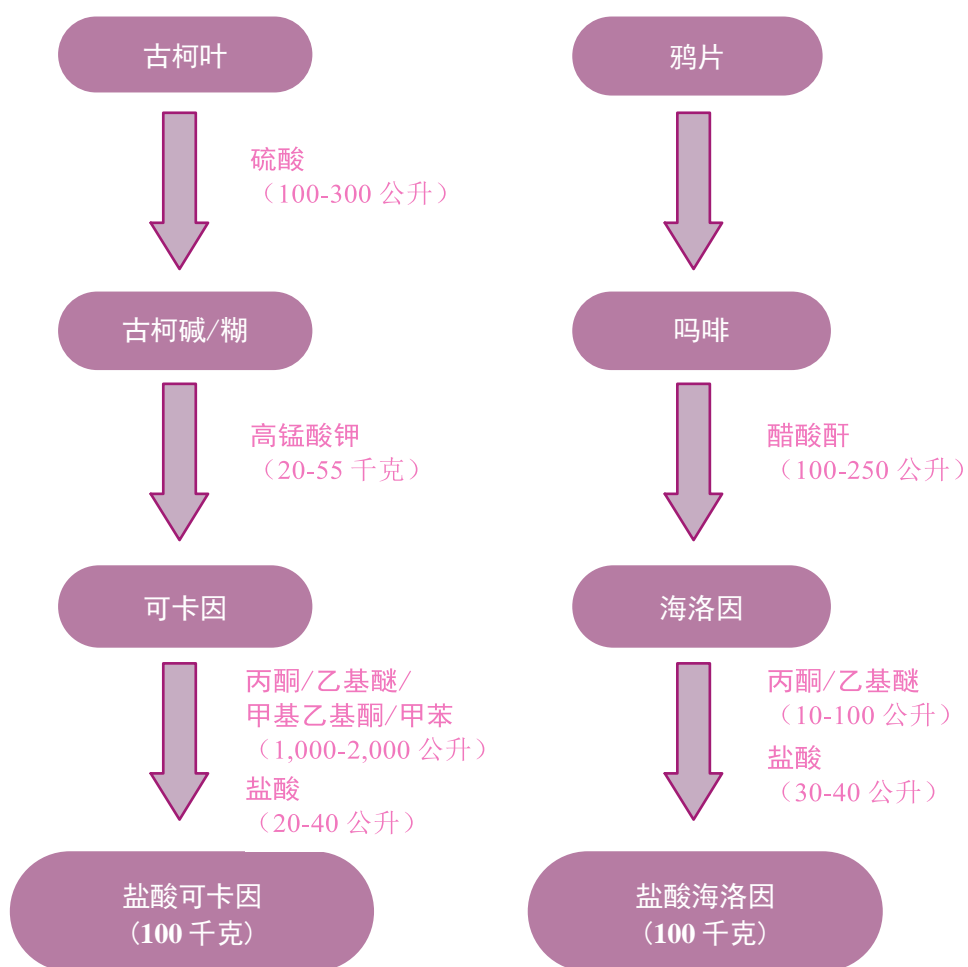 古柯叶
硫酸
（100-300 公升）
古柯碱/糊
高锰酸钾
（20-55 千克）
可卡因
丙酮/乙基醚/
甲基乙基酮/甲苯
（1,000-2,000 公升）
盐酸
（20-40 公升）
盐酸可卡因
(100 千克)
鸦片
吗啡
醋酸酐
（100-250 公升）
海洛因
丙酮/乙基醚
（10-100 公升）
盐酸
（30-40 公升）
盐酸海洛因
(100 千克)